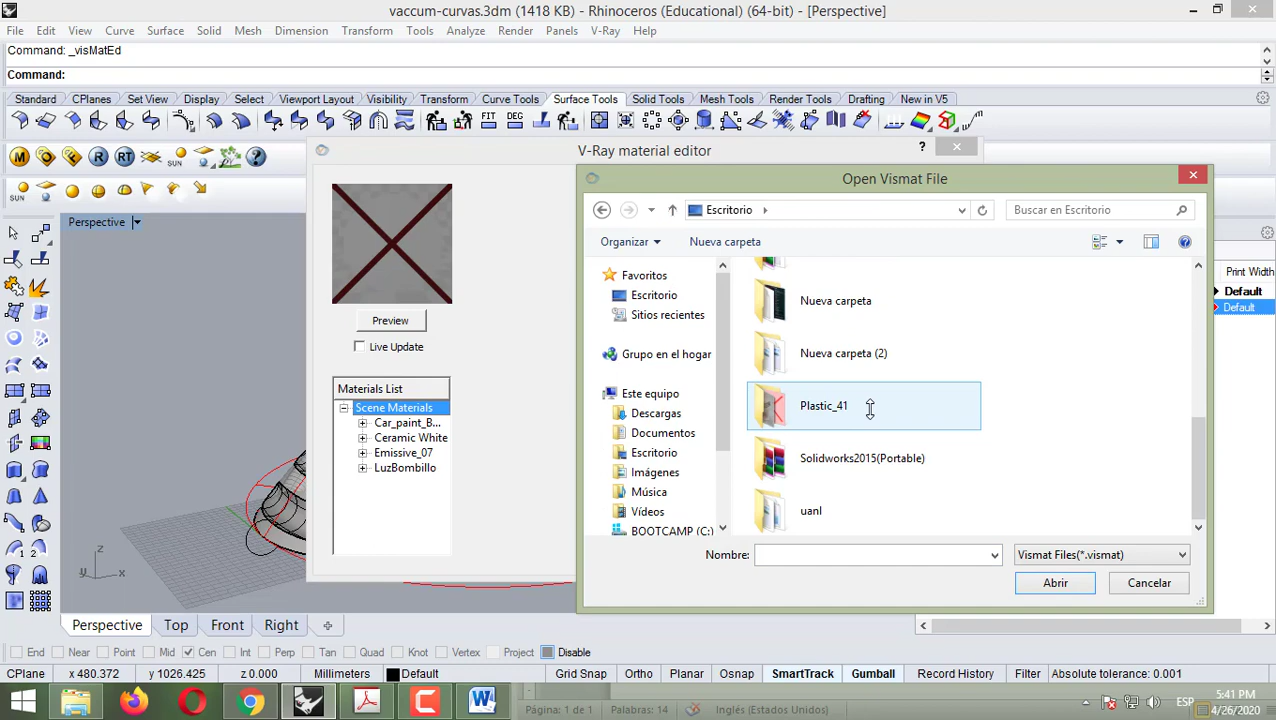 vaccum-curvas.3dm (1418 KB) - Rhinoceros (Educational) (64-bit) - [Perspective]
File Edit View Curve Surface Solid Mesh Dimension Transform Tools Analyze Render Panels V-Ray Help
Command: _visMatEd
Command:
Standard CPlanes Set View Display Select Viewport Layout Visibility Transform Curve Tools Surface Tools Solid Tools Mesh Tools Render Tools Drafting New in V5
FIT DEG
M R RT SUN
V-Ray material editor ?
SUN
Open Vismat File
Escritorio
Buscar en Escritorio
Perspective
Organizar Nueva carpeta
Favoritos
Escritorio
Sitios recientes
Grupo en el hogar
Este equipo
Descargas
Documentos
Escritorio
Imágenes
Música
Vídeos
BOOTCAMP (C:)
Nueva carpeta
Nueva carpeta (2)
Plastic_41
Solidworks2015(Portable)
uanl
Nombre:
Vismat Files(*.vismat)
Abrir Cancelar
Print Width
Default
Default
Preview
Live Update
Materials List
Scene Materials
Car_paint_B...
Ceramic White
Emissive_07
LuzBombillo
z
y x
Perspective Top Front Right
End Near Point Mid Cen Int Perp Tan Quad Knot Vertex Project Disable
CPlane x 480.372 y 1026.425 z 0.000 Millimeters Default Grid Snap Ortho Planar Osnap SmartTrack Gumball Record History Filter Absolute tolerance: 0.001
Página: 1 de 1 Palabras: 14 Inglés (Estados Unidos)
ESP
5:41 PM
4/26/2020